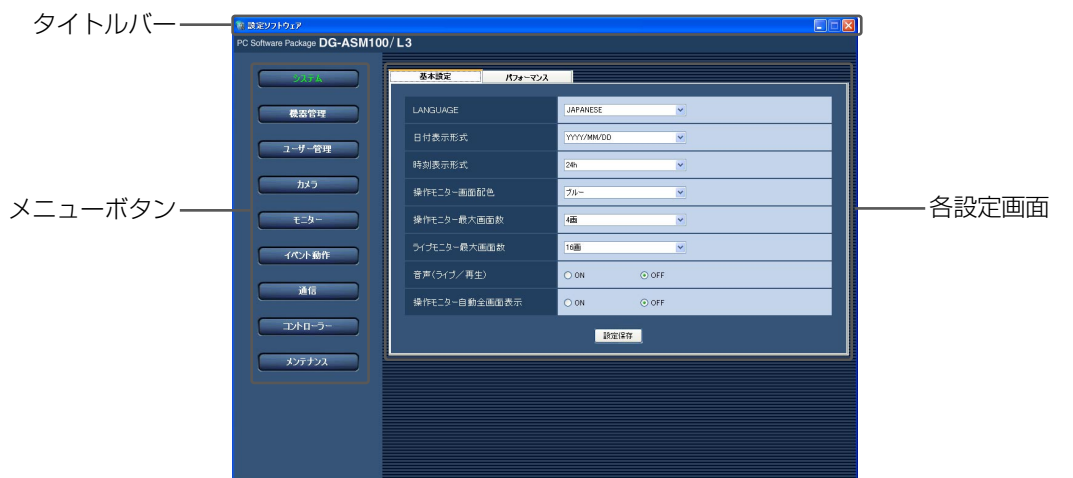 タイトルバー
設定ソフトウェア
PC Software Package DG-ASM100/L3
メニューボタン
システム
機器管理
ユーザー管理
カメラ
モニター
イベント動作
通信
コントローラー
メンテナンス
基本設定 パフォーマンス
LANGUAGE JAPANESE
日付表示形式 YYYY/MM/DD
時刻表示形式 24h
操作モニター画面配色 ブルー
操作モニター最大画面数 4画
ライブモニター最大画面数 16画
音声(ライブ/再生) ON OFF
操作モニター自動全画面表示 ON OFF
設定保存
各設定画面